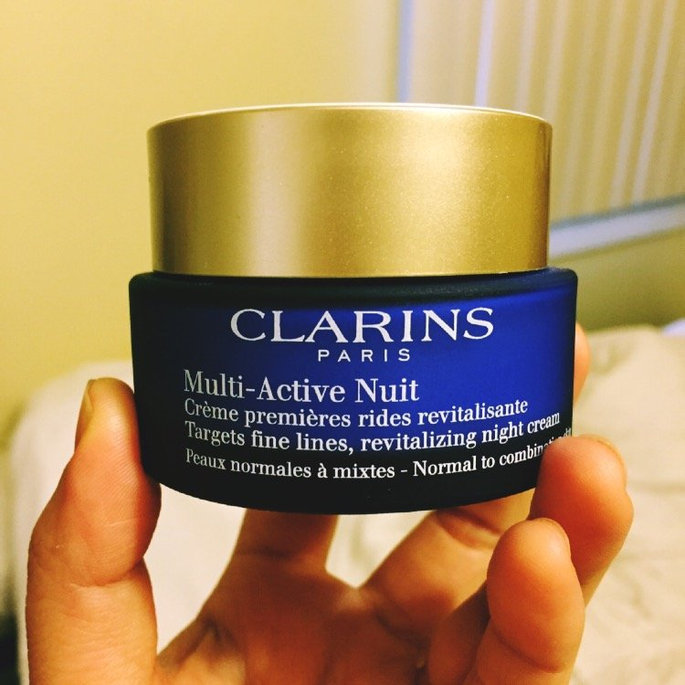 CLARINS
PARIS
Multi-Active Nuit
Crème premières rides revitalisante
Targets fine lines, revitalizing night cream
Peaux normales à mixtes - Normal to